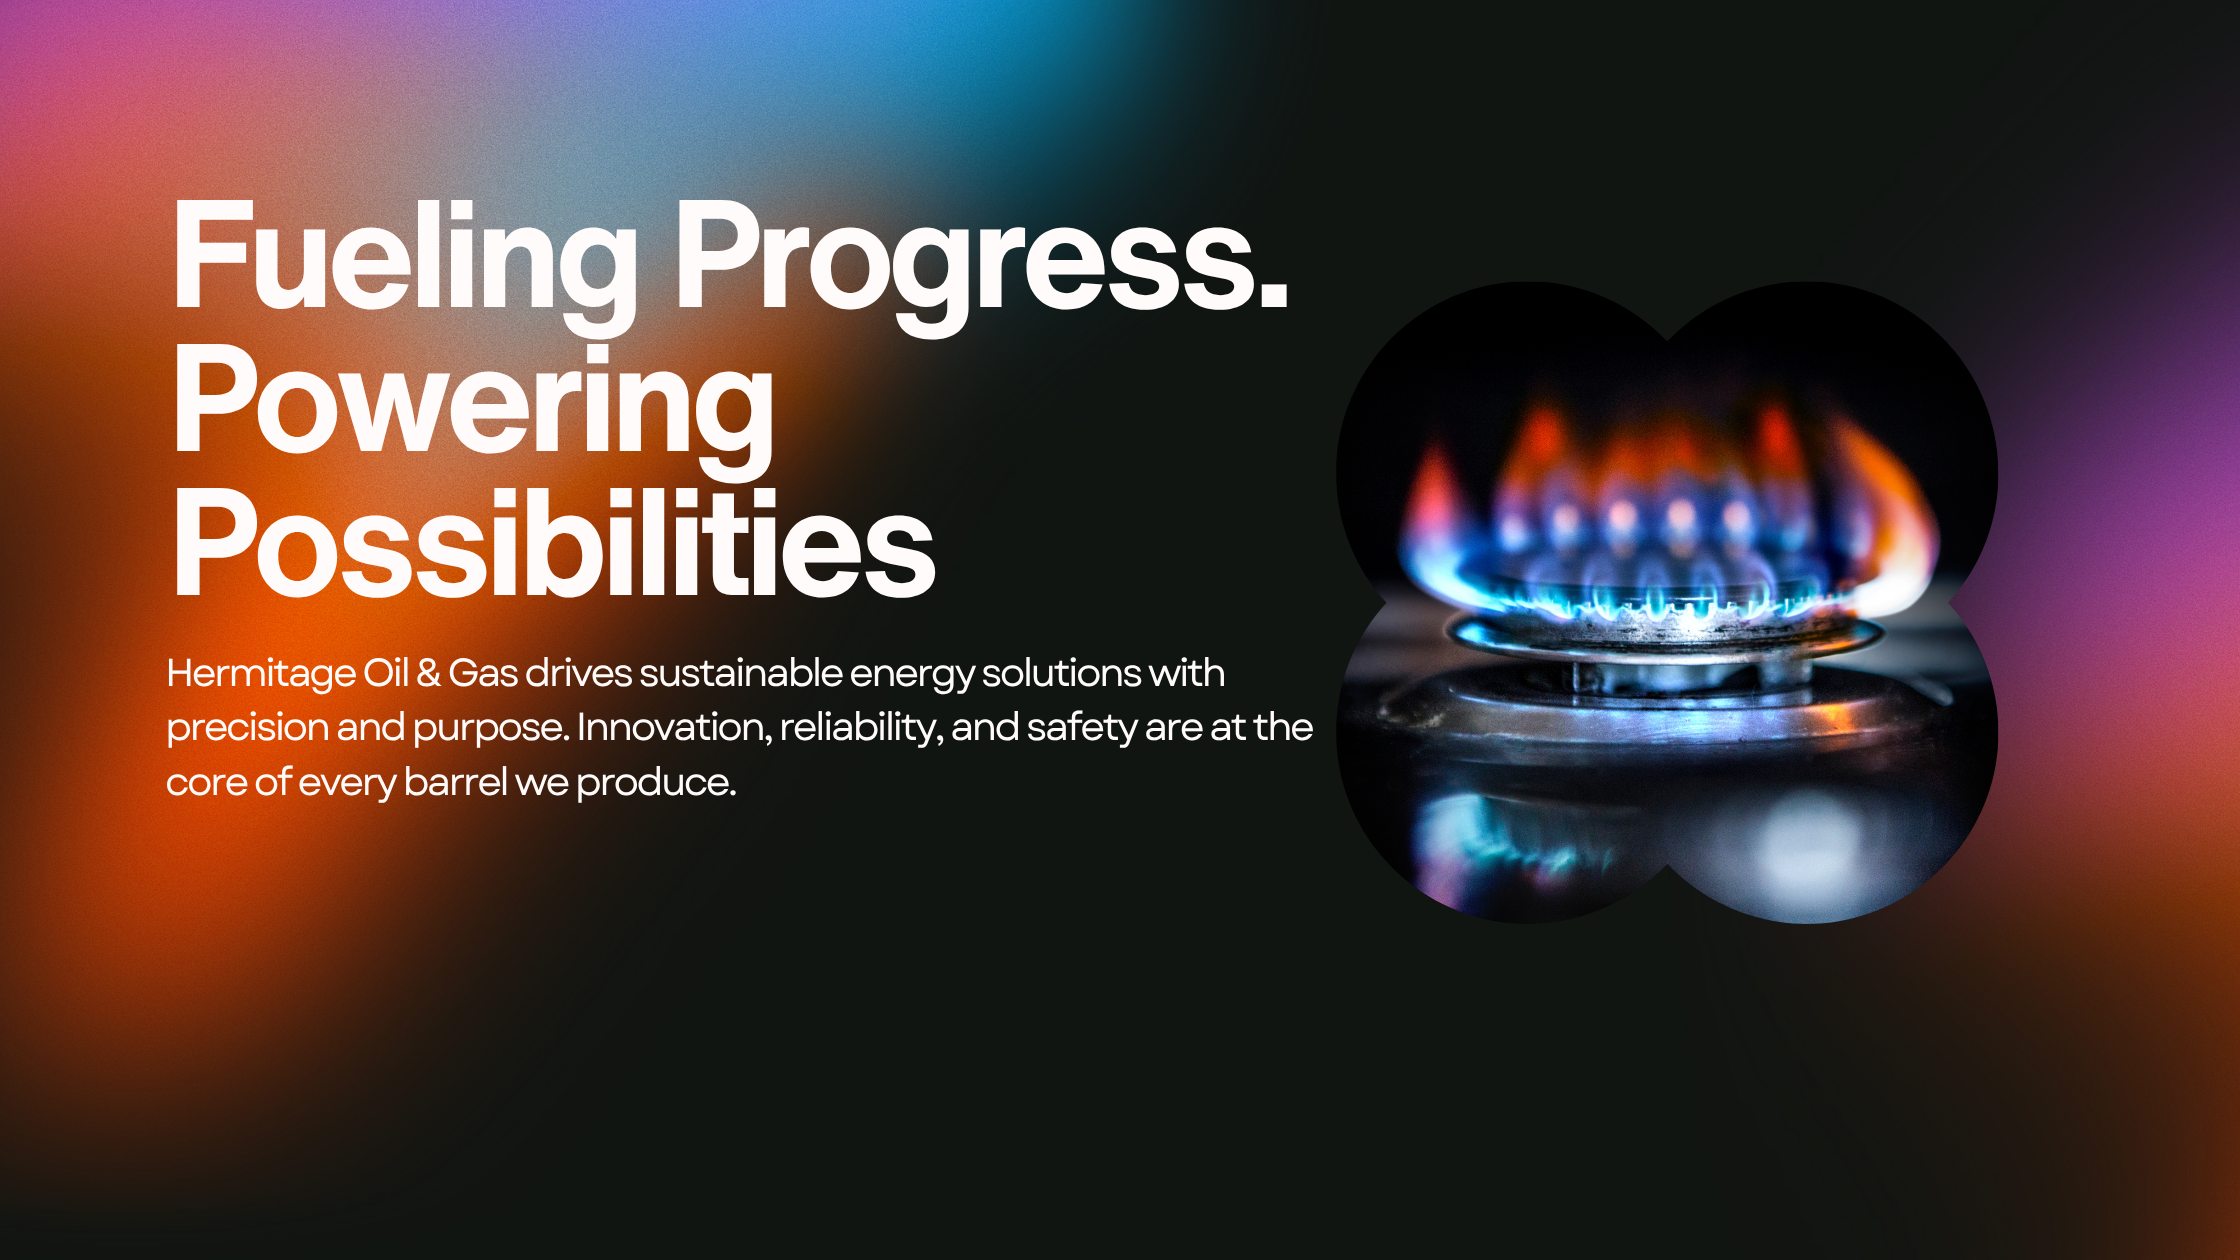 Fueling Progress.
Powering
Possibilities
Hermitage Oil & Gas drives sustainable energy solutions with
precision and purpose. Innovation, reliability, and safety are at the
core of every barrel we produce.